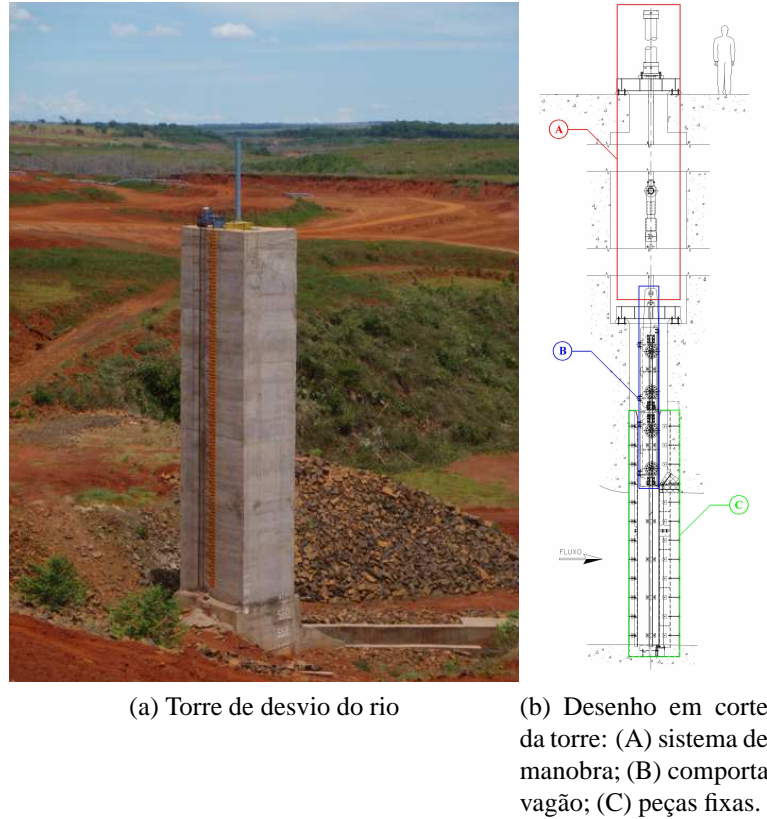 A
B
C
FLUXO
(a) Torre de desvio do rio
(b) Desenho em corte
da torre: (A) sistema de
manobra; (B) comporta
vagão; (C) peças fixas.